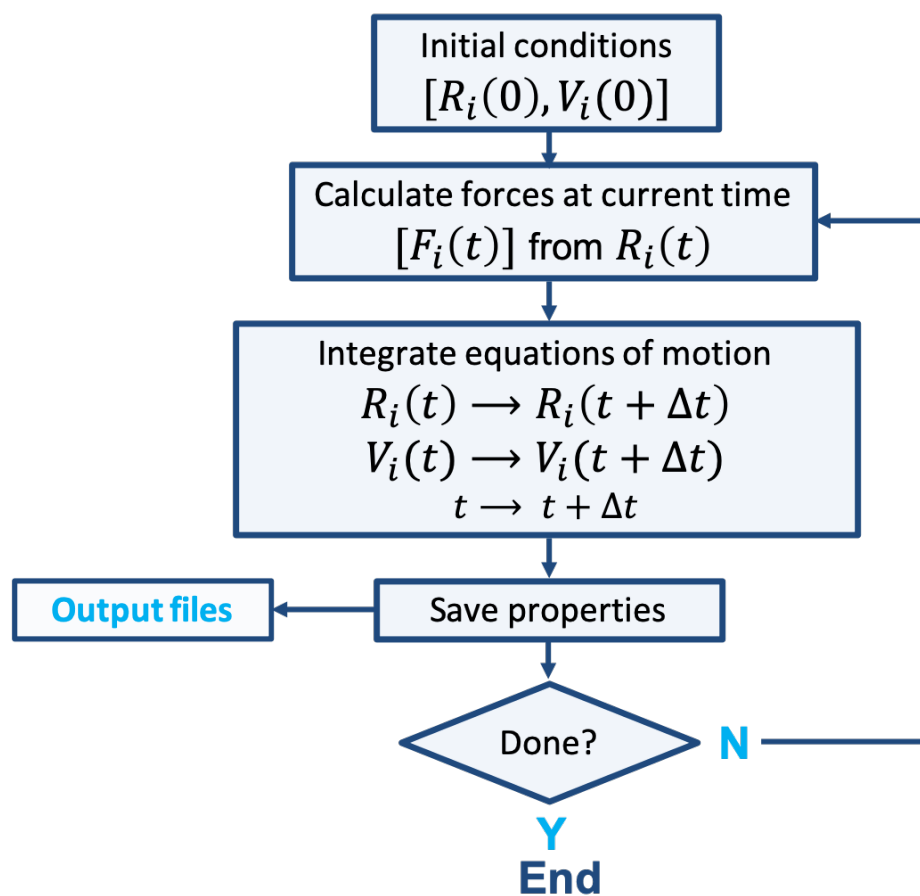 Initial conditions
[R_i(0), V_i(0)]
Calculate forces at current time
[F_i(t)] from R_i(t)
Integrate equations of motion
R_i(t) ⟶ R_i(t + Δt)
V_i(t) ⟶ V_i(t + Δt)
t ⟶ t + Δt
Output files
Save properties
Done?
N
Y
End